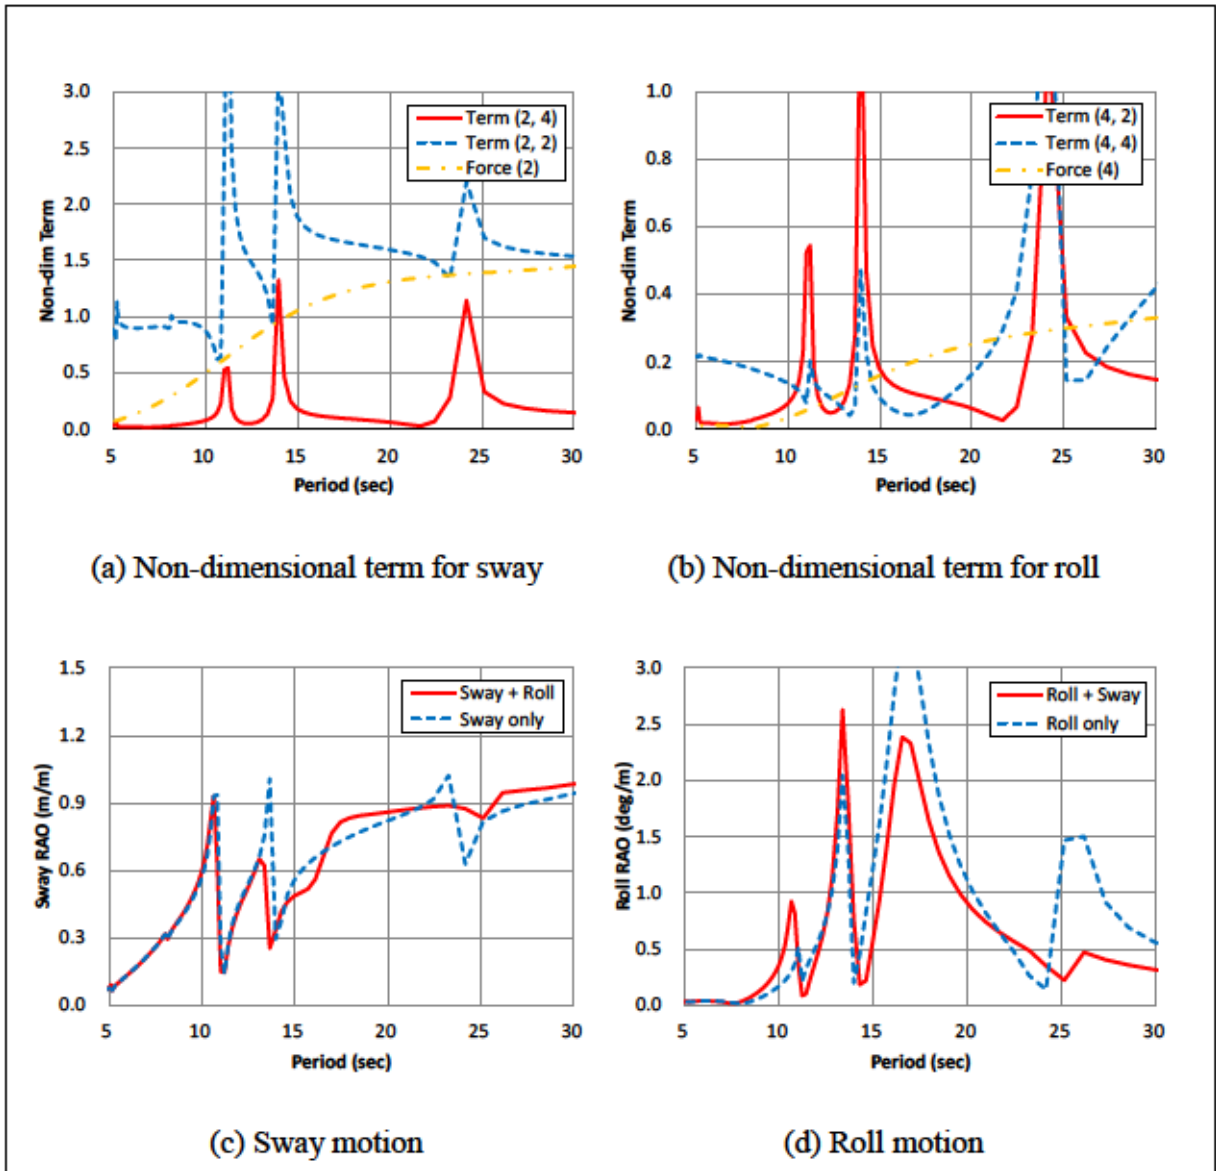 3.0
2.5
2.0
1.5
1.0
0.5
0.0
Non-dim Term
Term (2, 4)
Term (2, 2)
Force (2)
5 10 15 20 25 30
Period (sec)
(a) Non-dimensional term for sway
1.0
0.8
0.6
0.4
0.2
0.0
Non-dim Term
Term (4, 2)
Term (4, 4)
Force (4)
5 10 15 20 25 30
Period (sec)
(b) Non-dimensional term for roll
1.5
1.2
0.9
0.6
0.3
0.0
Sway RAO (m/m)
Sway + Roll
Sway only
5 10 15 20 25 30
Period (sec)
(c) Sway motion
3.0
2.5
2.0
1.5
1.0
0.5
0.0
Roll RAO (deg/m)
Roll + Sway
Roll only
5 10 15 20 25 30
Period (sec)
(d) Roll motion